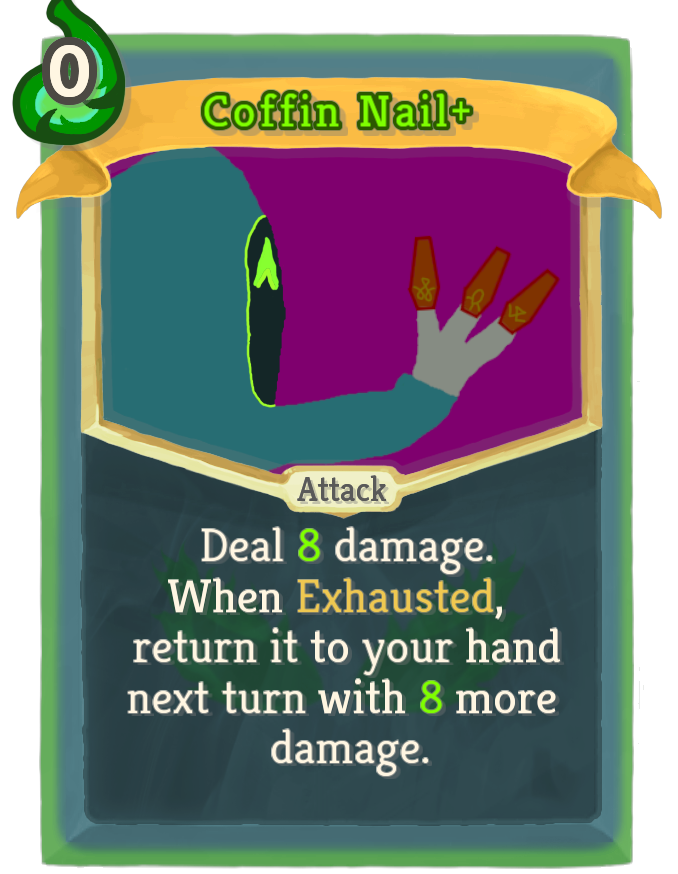 0
Coffin Nail+
Attack
Deal 8 damage.
When Exhausted,
return it to your hand
next turn with 8 more
damage.